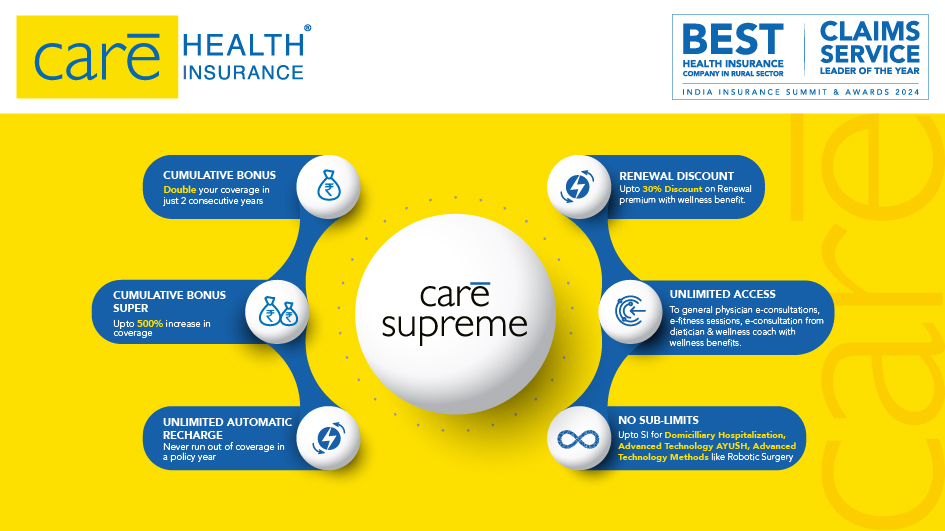 carē HEALTH®
INSURANCE
BEST
HEALTH INSURANCE
COMPANY IN RURAL SECTOR
CLAIMS
SERVICE
LEADER OF THE YEAR
INDIA INSURANCE SUMMIT & AWARDS 2024
CUMULATIVE BONUS
Double your coverage in
just 2 consecutive years
CUMULATIVE BONUS
SUPER
Upto 500% increase in
coverage
UNLIMITED AUTOMATIC
RECHARGE
Never run out of coverage in
a policy year
carē
supreme
RENEWAL DISCOUNT
Upto 30% Discount on Renewal
premium with wellness benefit.
UNLIMITED ACCESS
To general physician e-consultations,
e-fitness sessions, e-consultation from
dietician & wellness coach with
wellness benefits.
NO SUB-LIMITS
Upto SI for Domicilliary Hospitalization,
Advanced Technology AYUSH, Advanced
Technology Methods like Robotic Surgery
carē